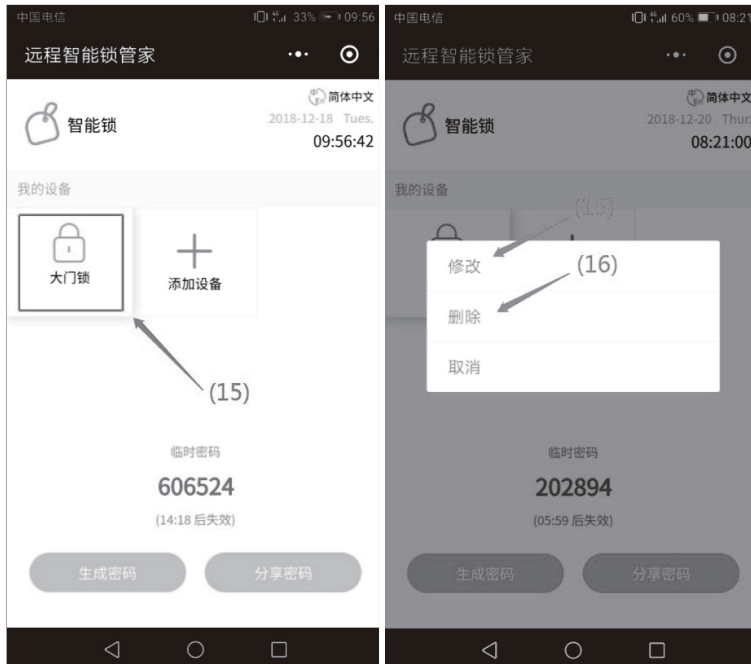 中国电信 33% 09:56
远程智能锁管家
简体中文
智能锁
2018-12-18 Tues.
09:56:42
我的设备
大门锁
添加设备
(15)
临时密码
606524
(14:18 后失效)
生成密码 分享密码
中国电信 60% 08:21
远程智能锁管家
简体中文
智能锁
2018-12-20 Thur.
08:21:00
我的设备
(15)
修改
(16)
删除
取消
临时密码
202894
(05:59 后失效)
生成密码 分享密码